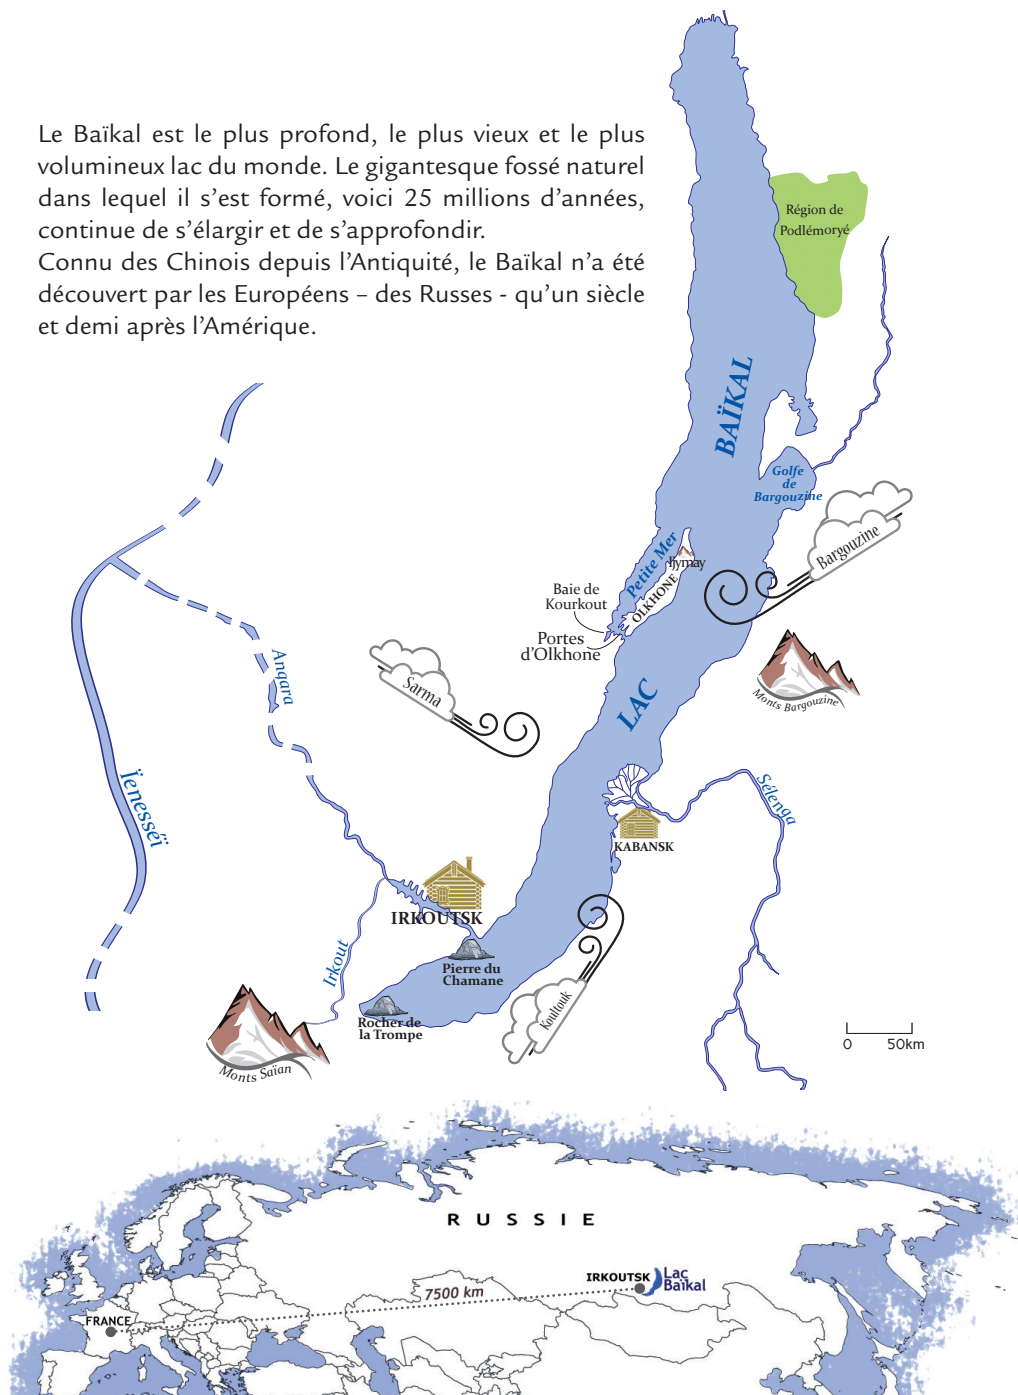 Le Baïkal est le plus profond, le plus vieux et le plus
volumineux lac du monde. Le gigantesque fossé naturel
dans lequel il s’est formé, voici 25 millions d’années,
continue de s’élargir et de s’approfondir.
Connu des Chinois depuis l’Antiquité, le Baïkal n’a été
découvert par les Européens – des Russes - qu’un siècle
et demi après l’Amérique.
Région de
Podlémoryé
BAÏKAL
Golfe
de
Bargouzine
Bargouzine
Petite Mer
Ijymay
OLKHONE
Baie de
Kourkout
Portes
d’Olkhone
Monts Bargouzine
Sarma
Angara
LAC
Ïenesséï
Sélenga
KABANSK
IRKOUTSK
Irkout
Pierre du
Chamane
Koultouk
Rocher de
la Trompe
Monts Saïan
0 50km
RUSSIE
IRKOUTSK
Lac
Baïkal
7500 km
FRANCE